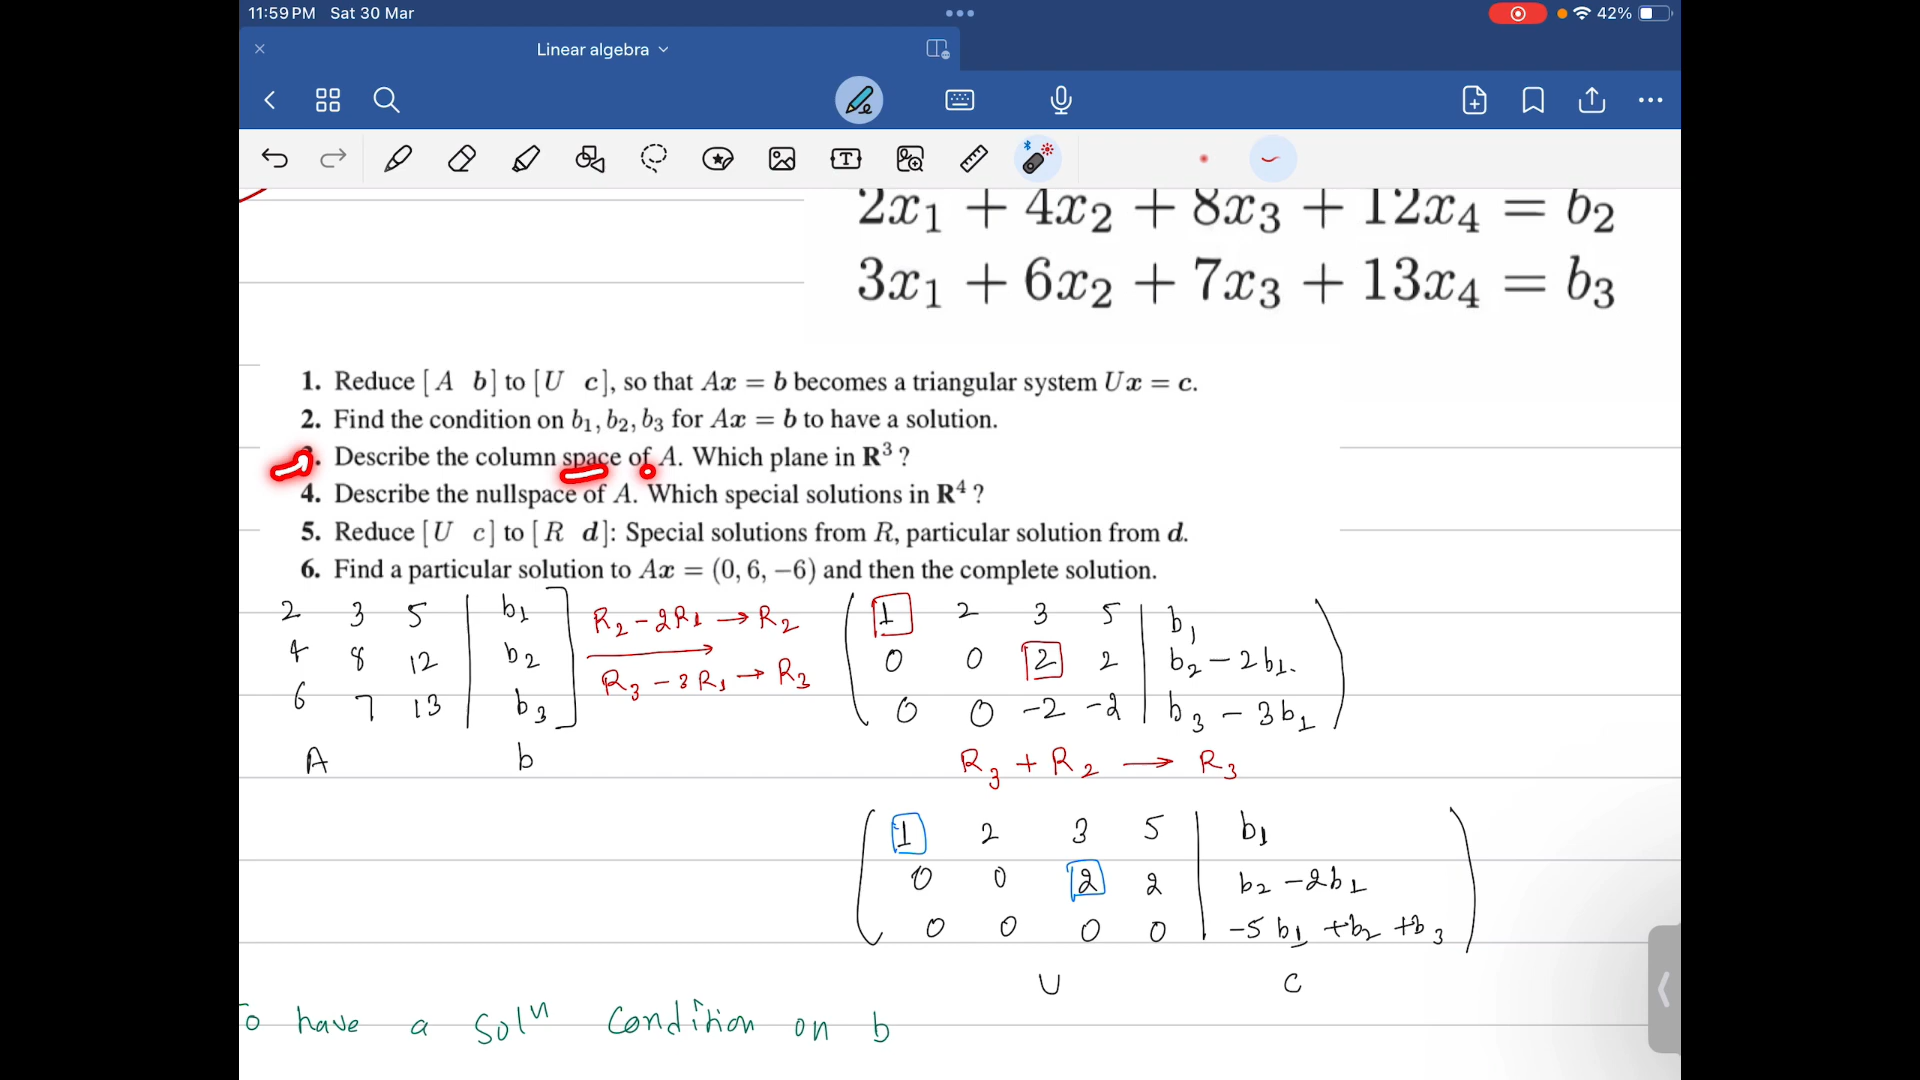 11:59 PM Sat 30 Mar
42%
Linear algebra
2x₁ + 4x₂ + 8x₃ + 12x₄ = b₂
3x₁ + 6x₂ + 7x₃ + 13x₄ = b₃
1. Reduce [A b] to [U c], so that Ax = b becomes a triangular system Ux = c.
2. Find the condition on b₁, b₂, b₃ for Ax = b to have a solution.
3. Describe the column space of A. Which plane in R³ ?
4. Describe the nullspace of A. Which special solutions in R⁴ ?
5. Reduce [U c] to [R d]: Special solutions from R, particular solution from d.
6. Find a particular solution to Ax = (0, 6, −6) and then the complete solution.
2 3 5 | b₁ R₂ - 2R₁ → R₂ 1 2 3 5 | b₁
4 8 12 | b₂ 0 0 2 2 | b₂ - 2b₁.
6 7 13 | b₃ R₃ - 3R₁ → R₃ 0 0 -2 -2 | b₃ - 3b₁
A b R₃ + R₂ → R₃
1 2 3 5 | b₁
0 0 2 2 | b₂ - 2b₁
0 0 0 0 | -5b₁ + b₂ + b₃
U C
o have a solⁿ condition on b